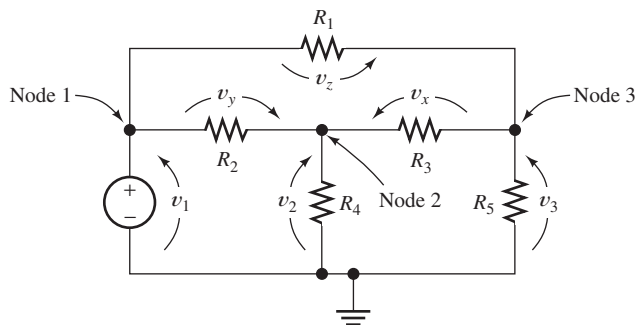 R1
vz
Node 1
vy
vx
Node 3
R2
R3
+
−
v1
v2
R4
Node 2
R5
v3